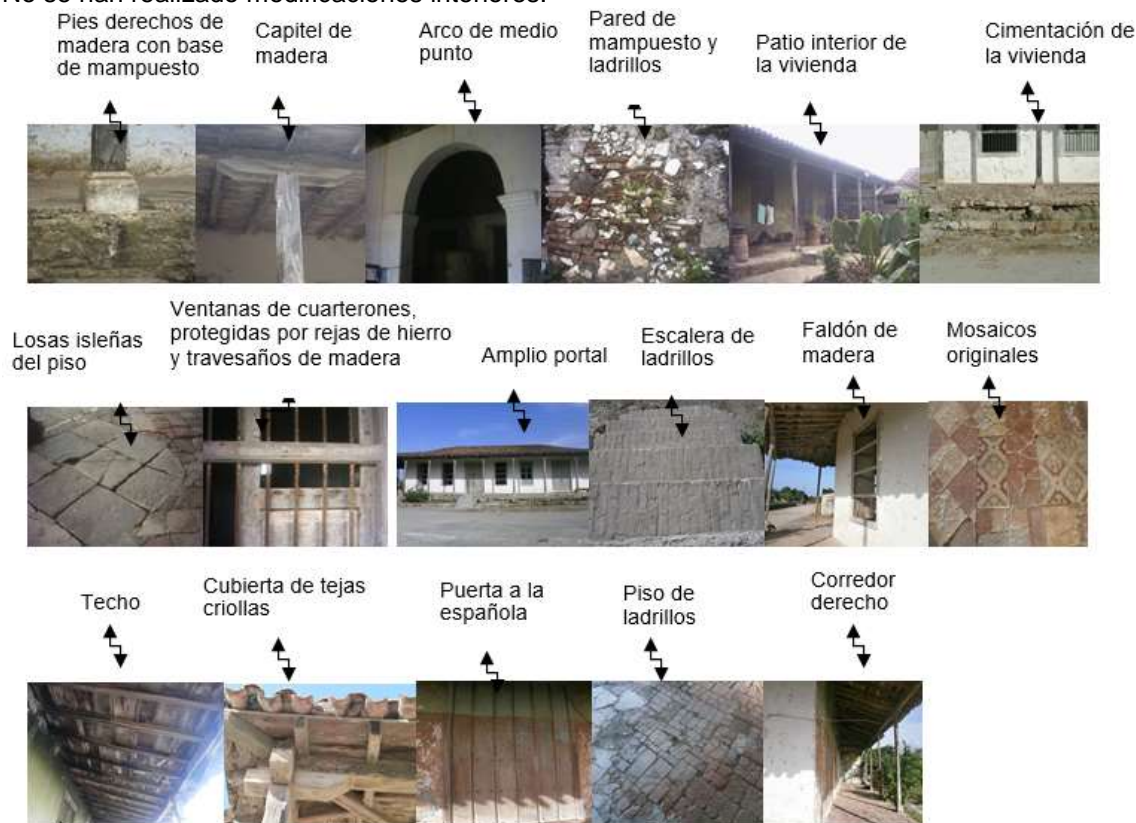 No se han realizado modificaciones interiores.
Pies derechos de
madera con base
de mampuesto
Capitel de
madera
Arco de medio
punto
Pared de
mampuesto y
ladrillos
Patio interior de
la vivienda
Cimentación de
la vivienda
Losas isleñas
del piso
Ventanas de cuarterones,
protegidas por rejas de hierro
y travesaños de madera
Amplio portal
Escalera de
ladrillos
Faldón de
madera
Mosaicos
originales
Techo
Cubierta de tejas
criollas
Puerta a la
española
Piso de
ladrillos
Corredor
derecho